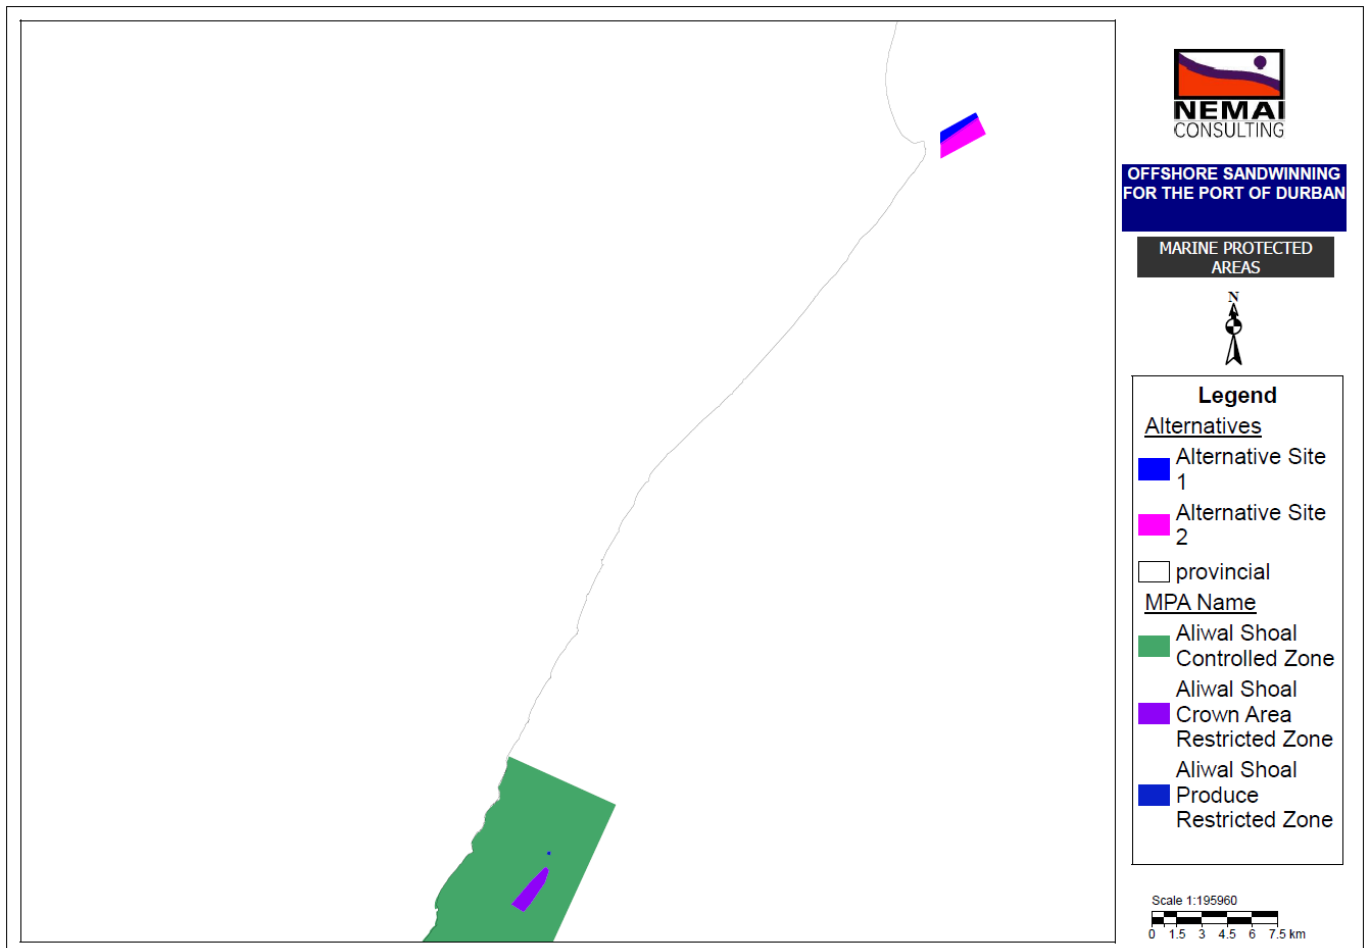 NEMAI
CONSULTING
OFFSHORE SANDWINNING
FOR THE PORT OF DURBAN
MARINE PROTECTED
AREAS
N
Legend
Alternatives
Alternative Site
1
Alternative Site
2
provincial
MPA Name
Aliwal Shoal
Controlled Zone
Aliwal Shoal
Crown Area
Restricted Zone
Aliwal Shoal
Produce
Restricted Zone
Scale 1:195960
0 1.5 3 4.5 6 7.5 km